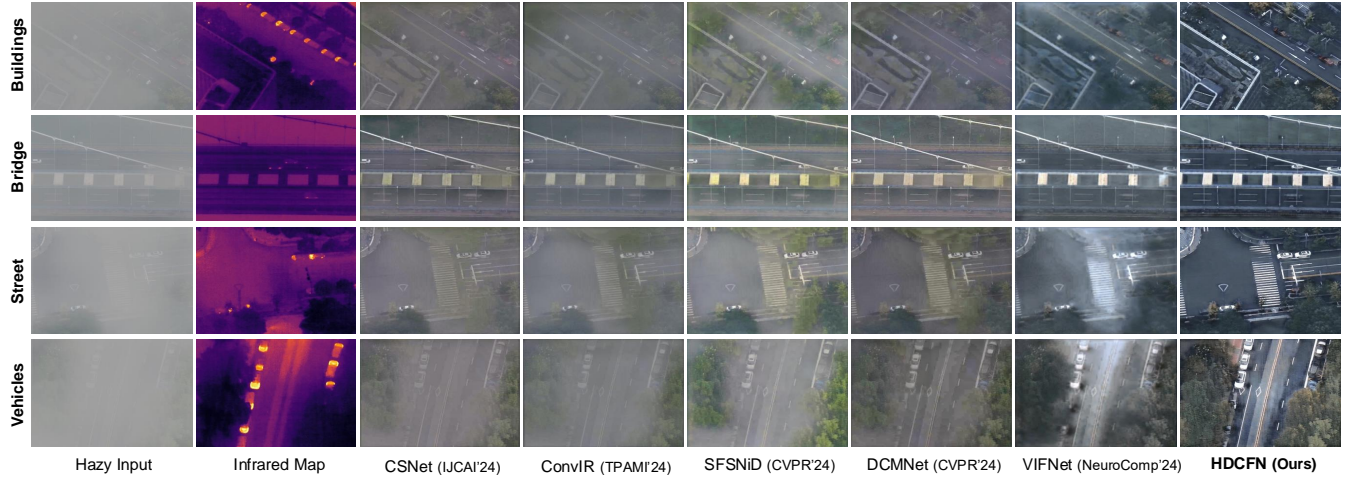 Buildings
Bridge
Street
Vehicles
Hazy Input Infrared Map CSNet (IJCAI'24) ConvIR (TPAMI'24) SFSNiD (CVPR'24) DCMNet (CVPR'24) VIFNet (NeuroComp'24) HDCFN (Ours)